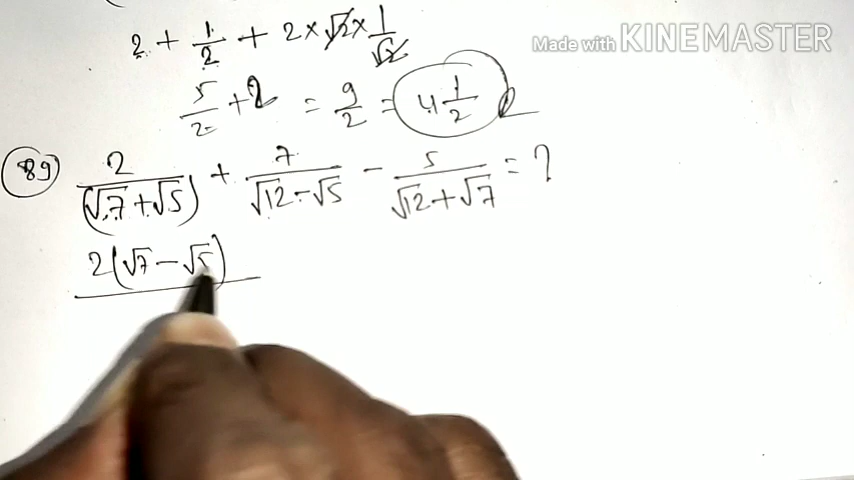 2 + 1/2 + 2 × √2 × 1/√2
Made with KINEMASTER
5/2 + 2 = 9/2 = 4 1/2
89 2/(√7 + √5) + 7/(√12 - √5) - 5/(√12 + √7) = ?
2(√7 - √5)